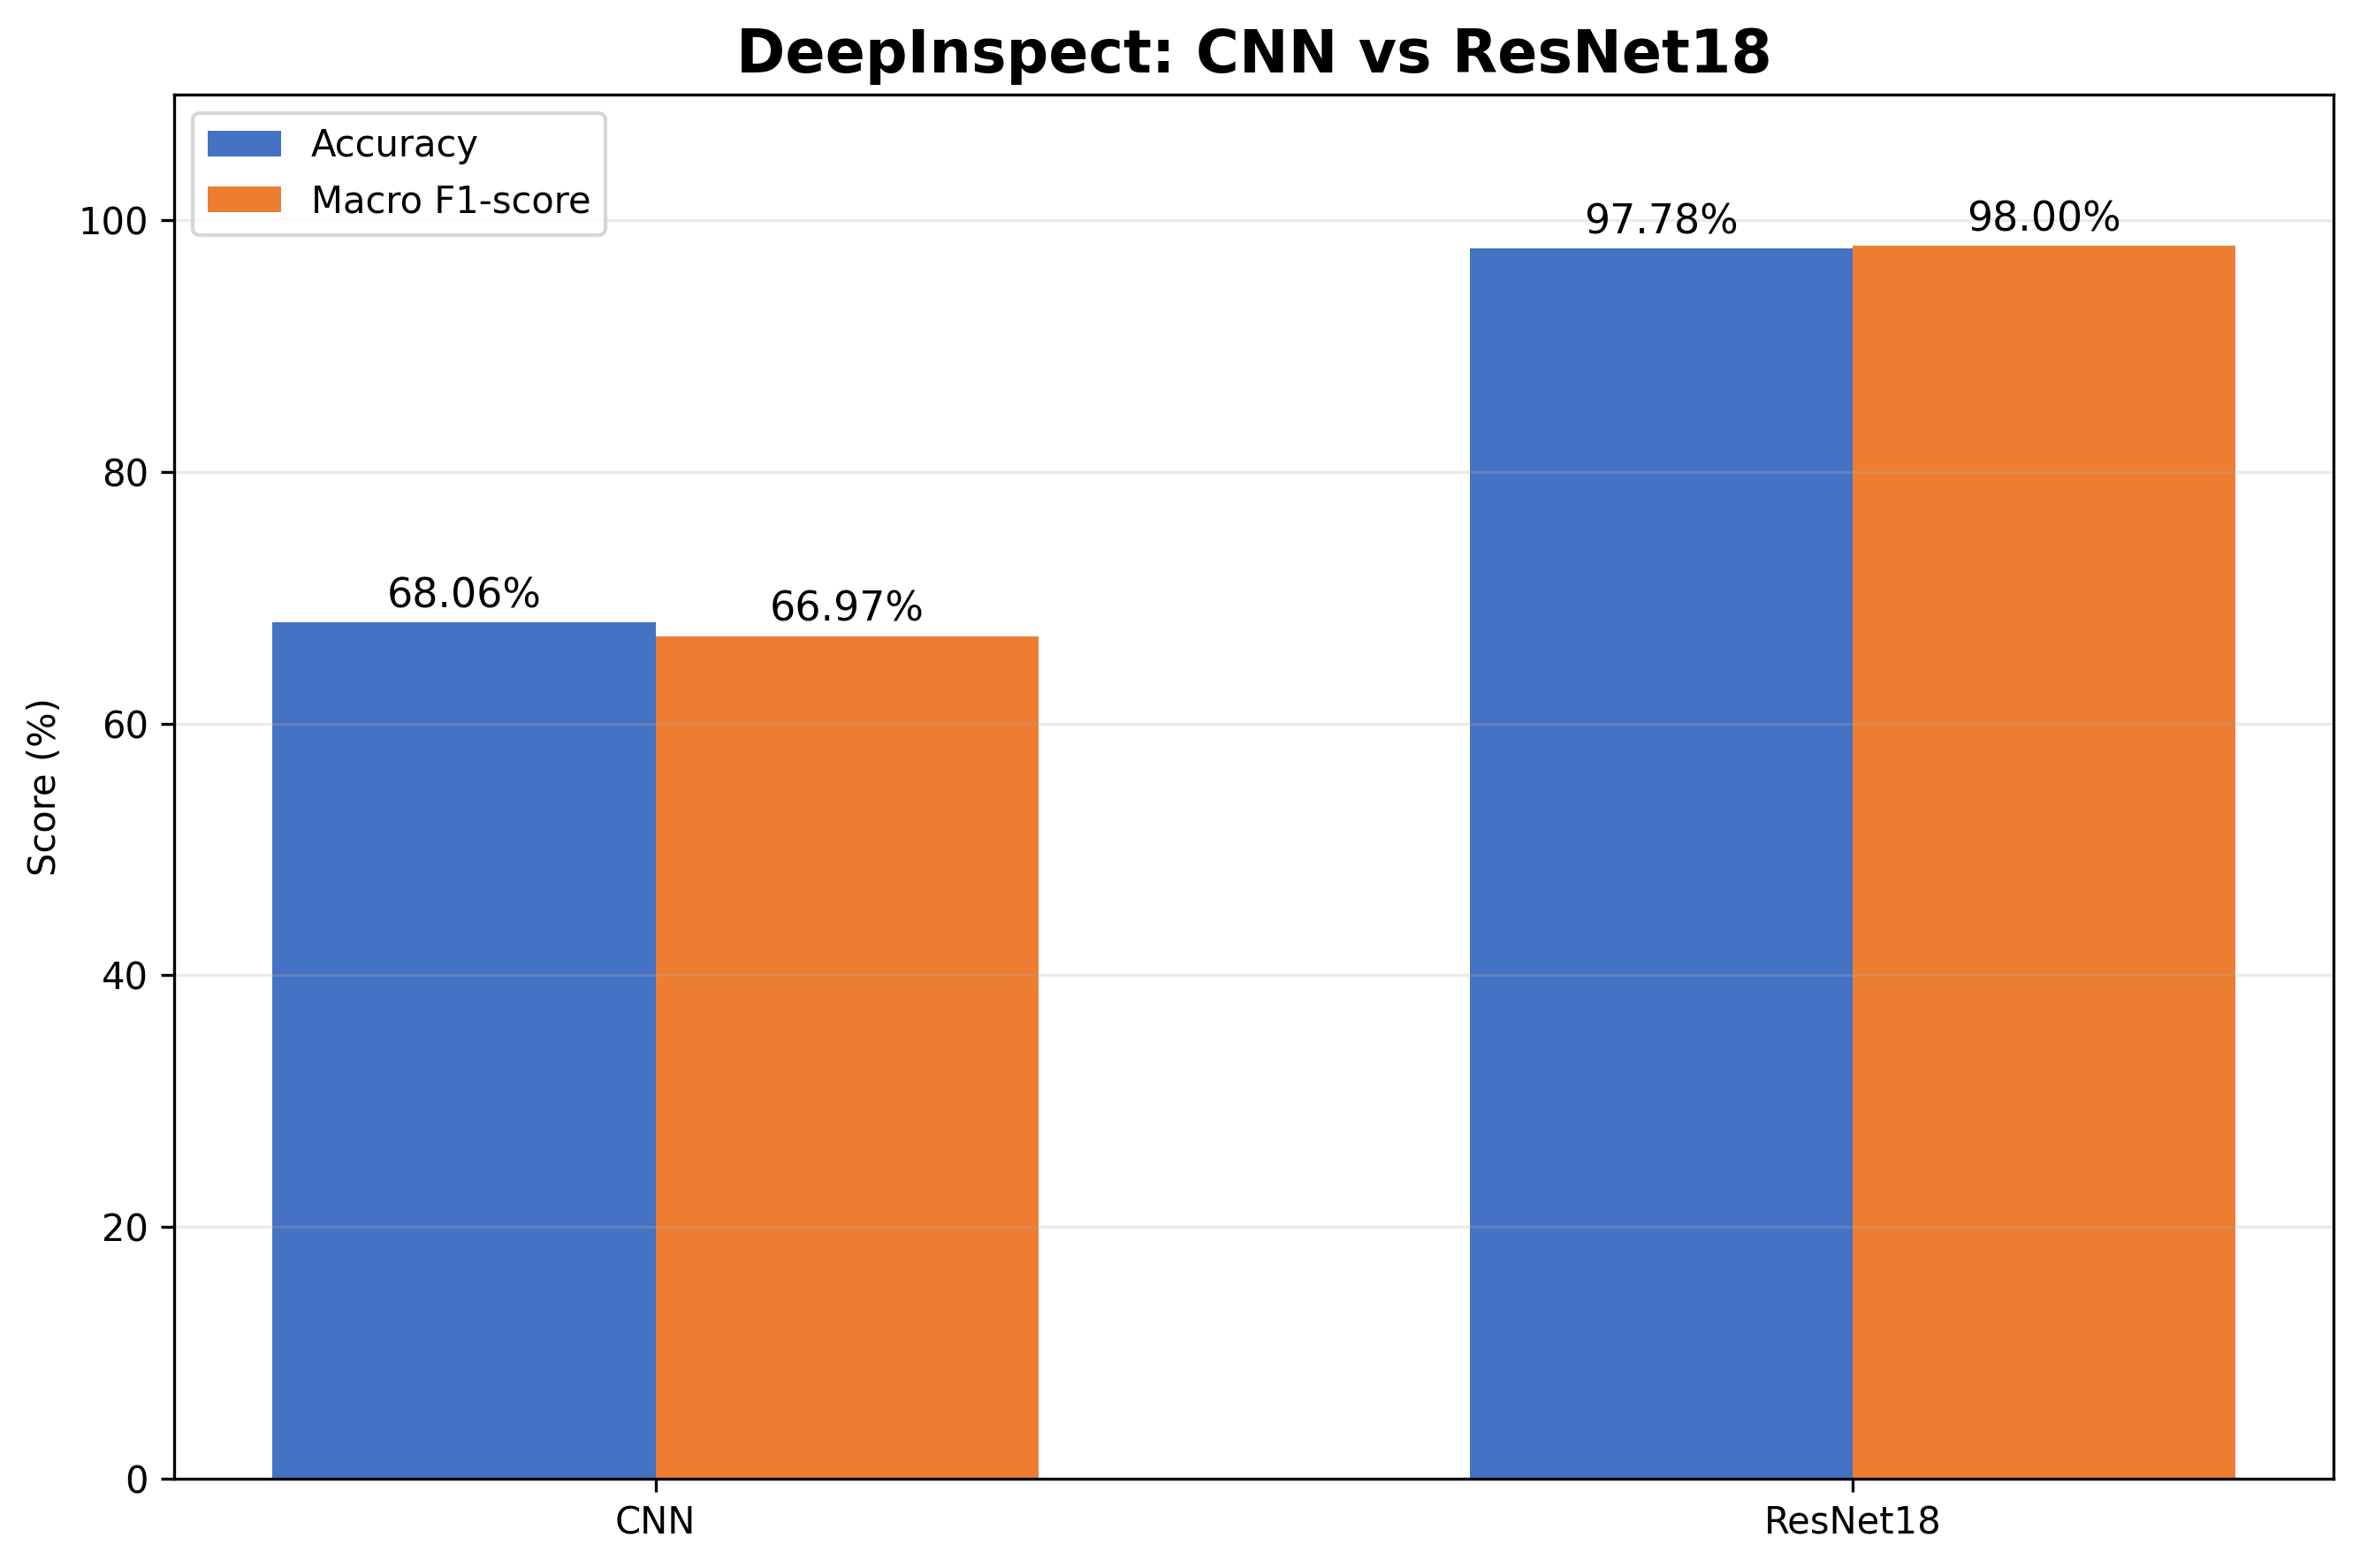 DeepInspect: CNN vs ResNet18
Accuracy
Macro F1-score
Score (%)
100
80
60
40
20
0
68.06%
66.97%
97.78%
98.00%
CNN
ResNet18